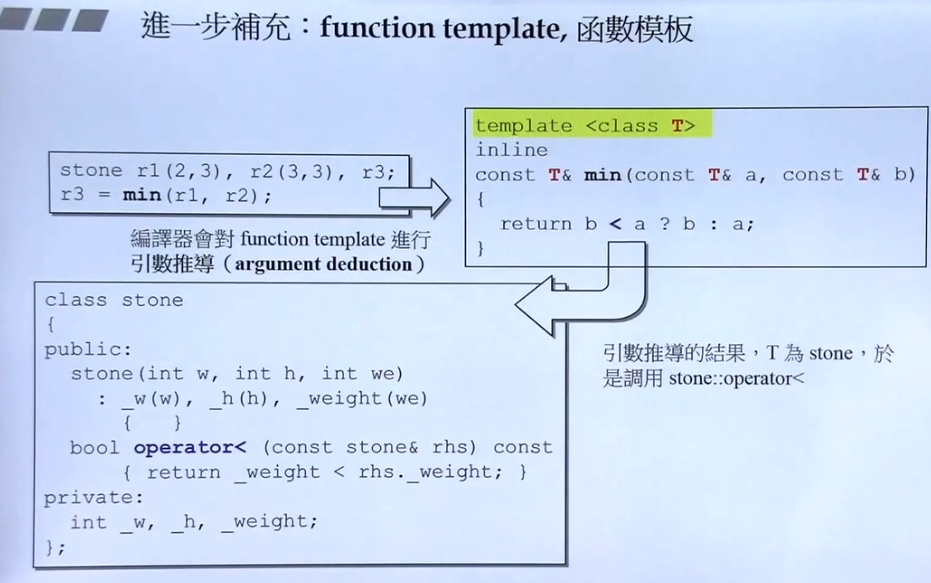 進一步補充：function template, 函數模板
stone r1(2,3), r2(3,3), r3;
r3 = min(r1, r2);
編譯器會對 function template 進行
引數推導（argument deduction）
template <class T>
inline
const T& min(const T& a, const T& b)
{
return b < a ? b : a;
}
class stone
{
public:
stone(int w, int h, int we)
: _w(w), _h(h), _weight(we)
{ }
bool operator< (const stone& rhs) const
{ return _weight < rhs._weight; }
private:
int _w, _h, _weight;
};
引數推導的結果，T 為 stone，於
是調用 stone::operator<